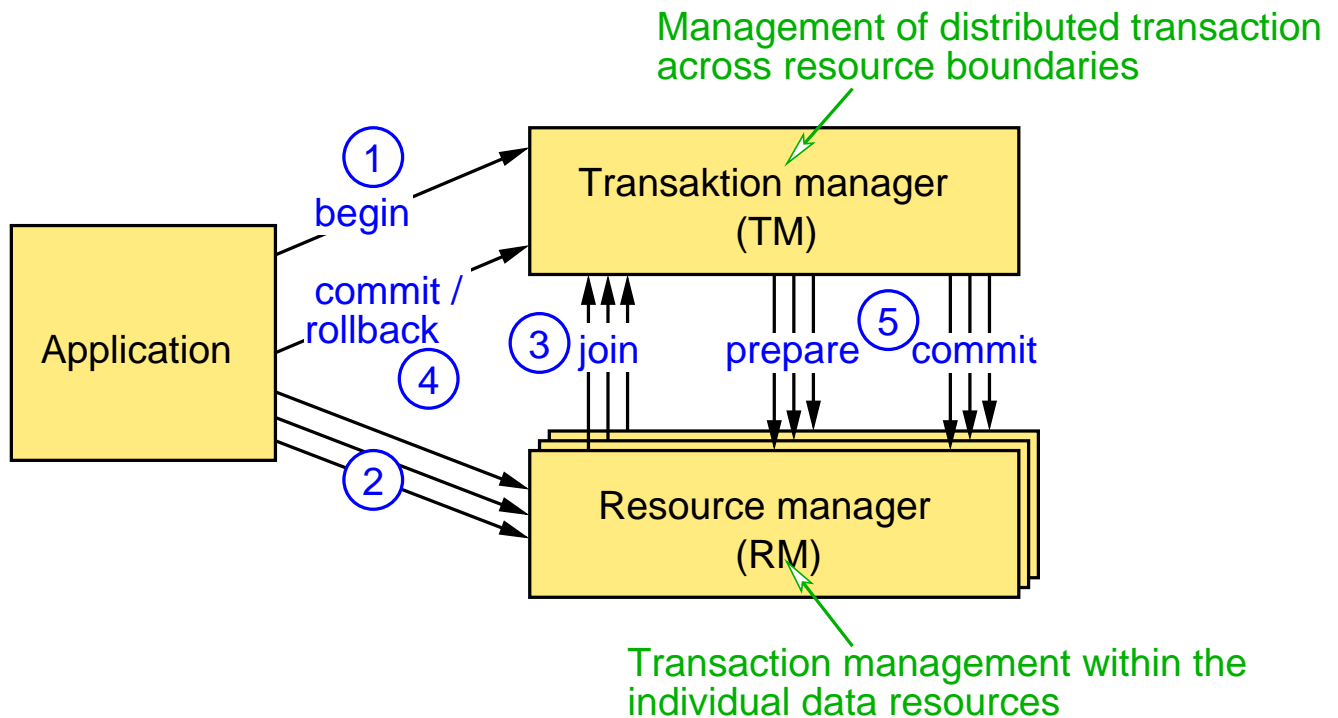 Management of distributed transaction
across resource boundaries
1
begin
Transaktion manager
(TM)
Application
commit /
rollback
4
3
join
prepare
5
commit
2
Resource manager
(RM)
Transaction management within the
individual data resources